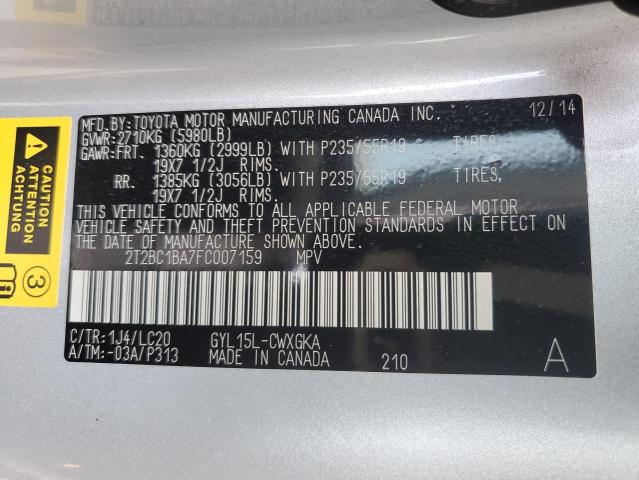 MFD.BY:TOYOTA MOTOR MANUFACTURING CANADA INC. 12/14
GVWR:2710KG (5980LB)
GAWR:FRT. 1360KG (2999LB) WITH P235/55R19 TIRES,
19X7 1/2J RIMS.
RR. 1385KG (3056LB) WITH P235/55R19 TIRES,
19X7 1/2J RIMS.
THIS VEHICLE CONFORMS TO ALL APPLICABLE FEDERAL MOTOR
VEHICLE SAFETY AND THEFT PREVENTION STANDARDS IN EFFECT ON
THE DATE OF MANUFACTURE SHOWN ABOVE.
2T2BC1BA7FC007159 MPV
C/TR:1J4/LC20 GYL15L-CWXGKA
A/TM:-03A/P313 MADE IN CANADA 210 A
CAUTION
ACHTUNG
3